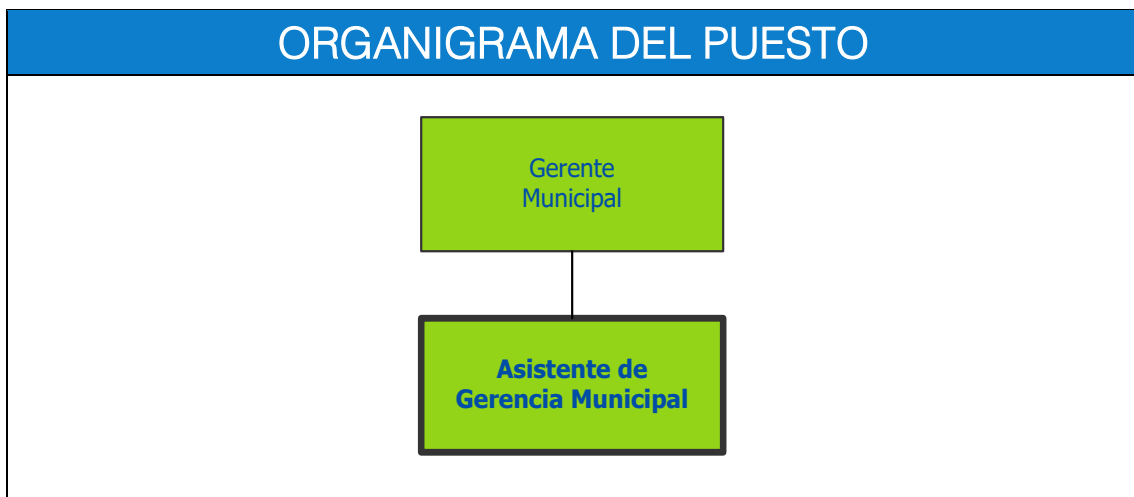 ORGANIGRAMA DEL PUESTO
Gerente
Municipal
Asistente de
Gerencia Municipal